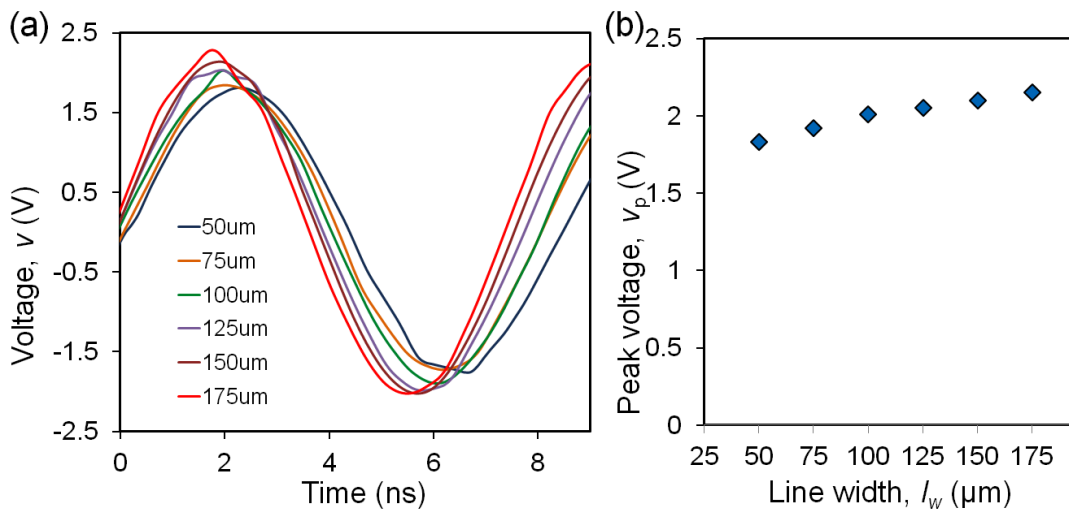 (a)
2.5
1.5
0.5
-0.5
-1.5
-2.5
Voltage, v (V)
50um
75um
100um
125um
150um
175um
0 2 4 6 8
Time (ns)
(b)
2.5
2
1.5
1
0.5
0
Peak voltage, vp (V)
25 50 75 100 125 150 175
Line width, lw (µm)